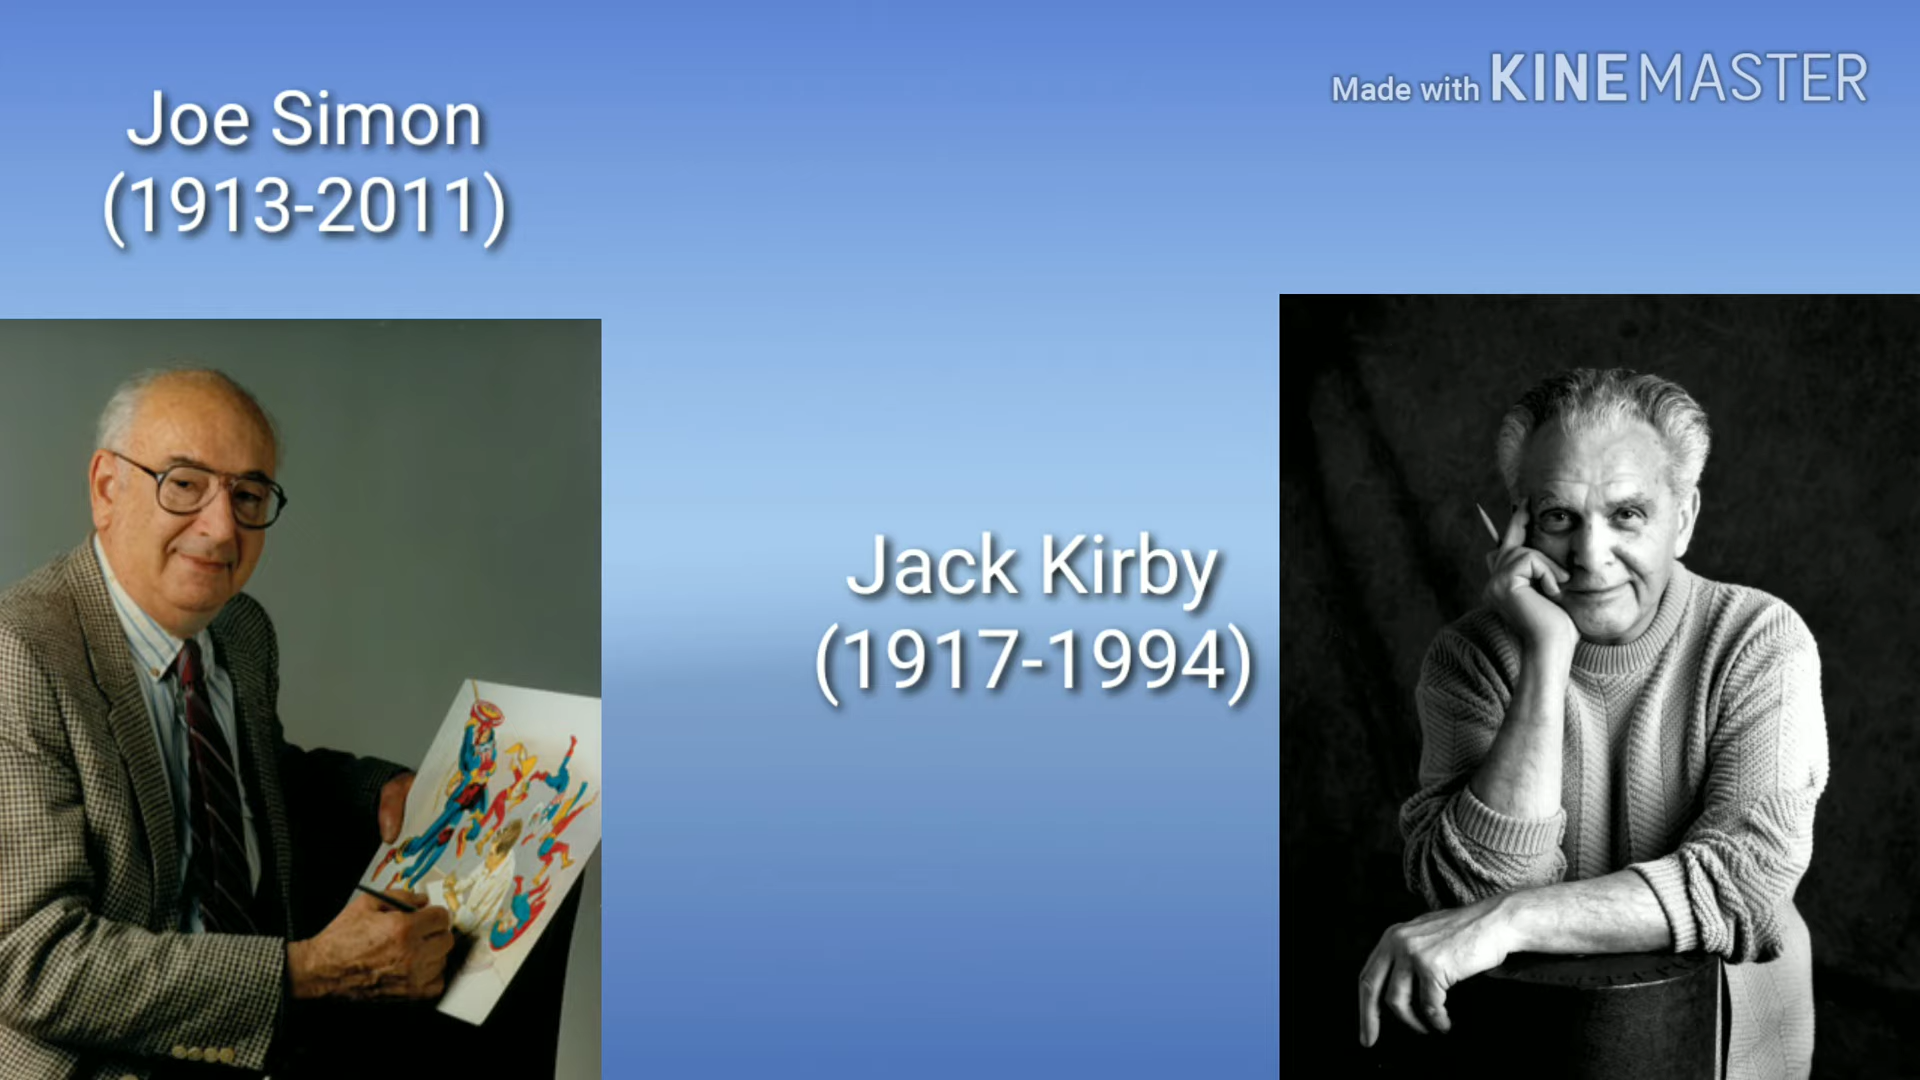 Joe Simon
(1913-2011)
Made with KINEMASTER
Jack Kirby
(1917-1994)